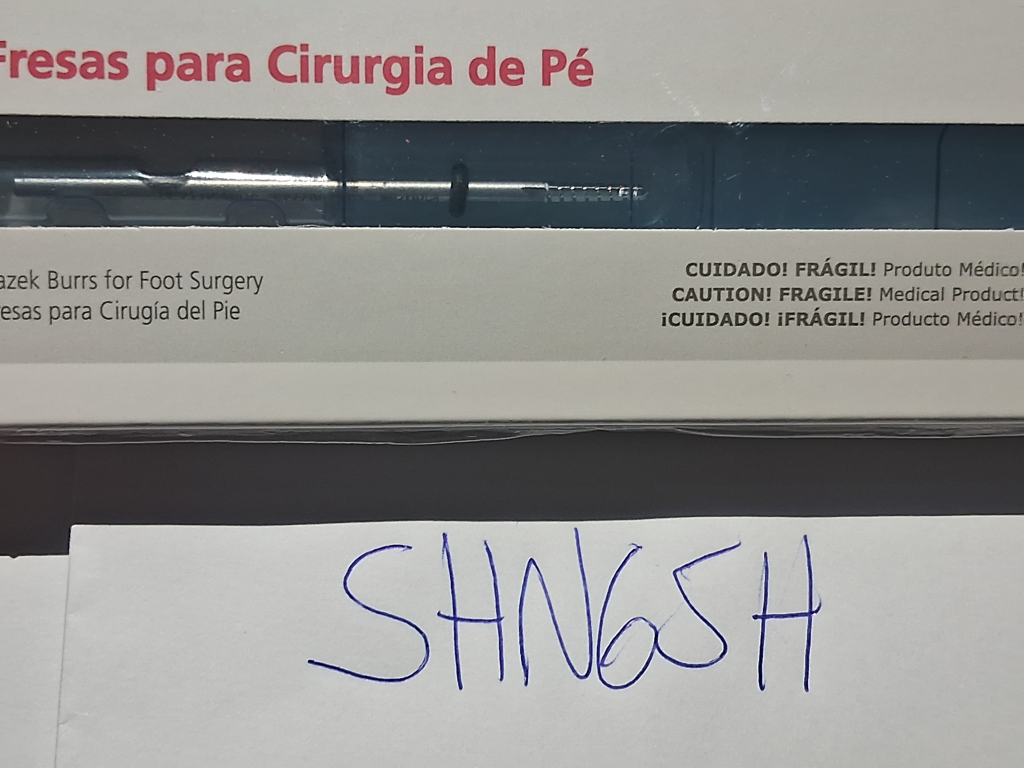 Fresas para Cirurgia de Pé
azek Burrs for Foot Surgery
esas para Cirugía del Pie
CUIDADO! FRÁGIL! Produto Médico!
CAUTION! FRAGILE! Medical Product!
¡CUIDADO! ¡FRÁGIL! Producto Médico!
SHN65H